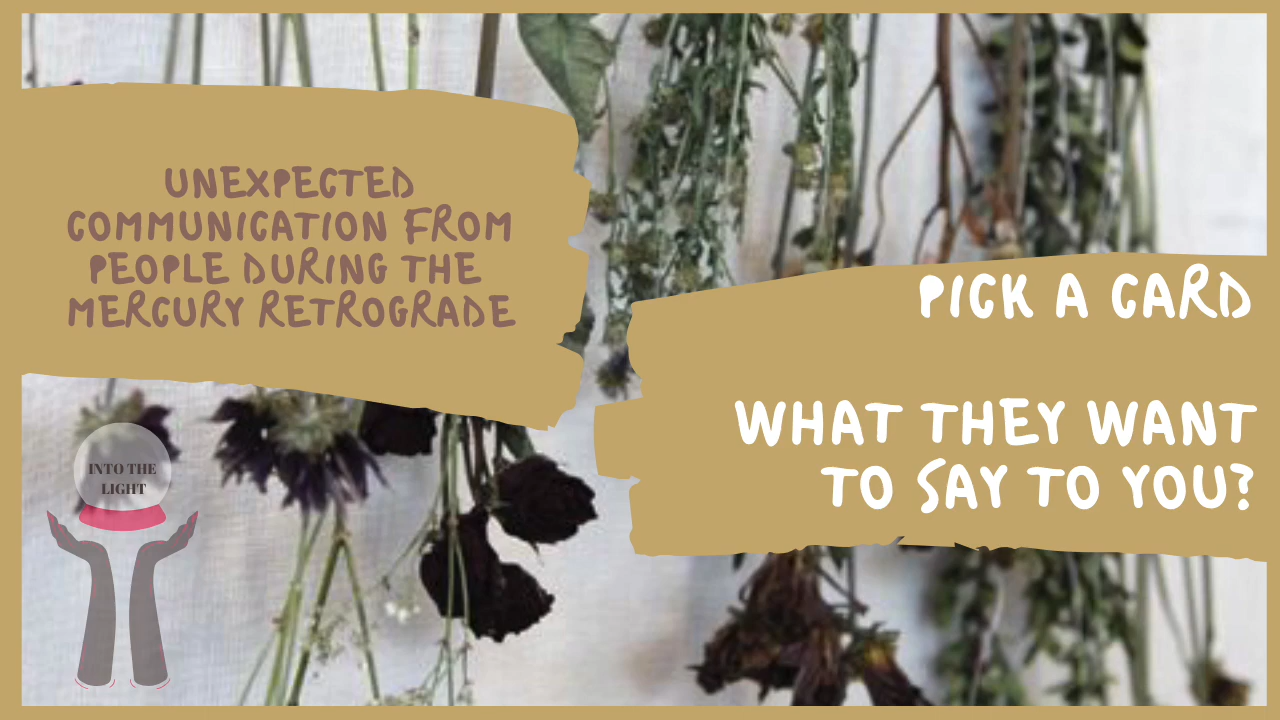 UNEXPECTED
COMMUNICATION FROM
PEOPLE DURING THE
MERCURY RETROGRADE
PICK A CARD
WHAT THEY WANT
TO SAY TO YOU?
INTO THE
LIGHT